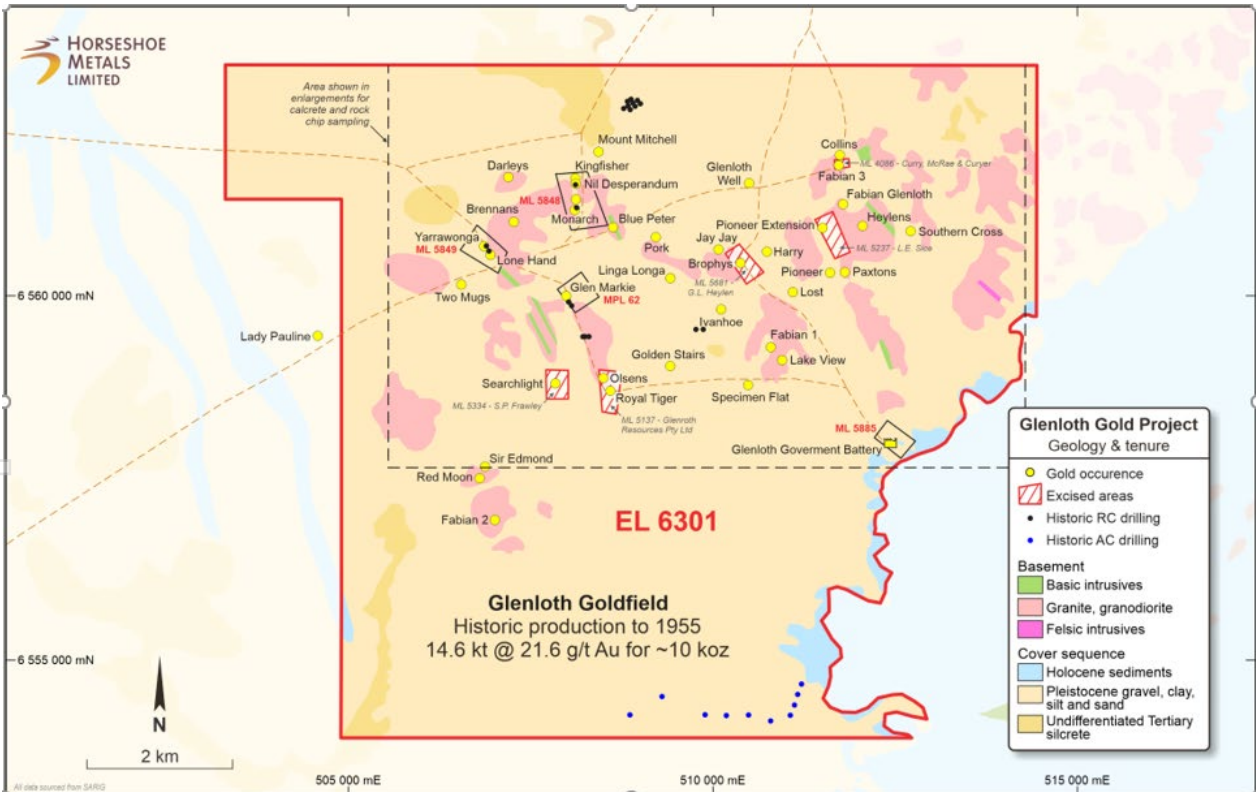 HORSESHOE
METALS
LIMITED
Area shown in
enlargements for
calcrete and rock
chip sampling
Mount Mitchell
Collins
ML 4086 - Curry, McRae & Curyer
Fabian 3
Darleys
Kingfisher
Nil Desperandum
ML 5848
Monarch
Glenloth
Well
Fabian Glenloth
Brennans
Blue Peter
Pioneer Extension
Heylens
Southern Cross
Yarrawonga
ML 5849
Lone Hand
Pork
Jay Jay
Harry
ML 5237 - L.E. Slee
Brophys
Linga Longa
ML 5681 -
G.L. Heylen
Pioneer
Paxtons
Two Mugs
Glen Markie
MPL 62
Lost
6 560 000 mN
Lady Pauline
Ivanhoe
Fabian 1
Golden Stairs
Lake View
Searchlight
Olsens
Royal Tiger
Specimen Flat
ML 5334 - S.P. Frawley
ML 5137 - Glenroth
Resources Pty Ltd
ML 5885
Glenloth Goverment Battery
Sir Edmond
Red Moon
Fabian 2
EL 6301
Glenloth Goldfield
Historic production to 1955
14.6 kt @ 21.6 g/t Au for ~10 koz
6 555 000 mN
N
2 km
505 000 mE
510 000 mE
515 000 mE
All data sourced from SARIG
Glenloth Gold Project
Geology & tenure
Gold occurence
Excised areas
Historic RC drilling
Historic AC drilling
Basement
Basic intrusives
Granite, granodiorite
Felsic intrusives
Cover sequence
Holocene sediments
Pleistocene gravel, clay,
silt and sand
Undifferentiated Tertiary
silcrete